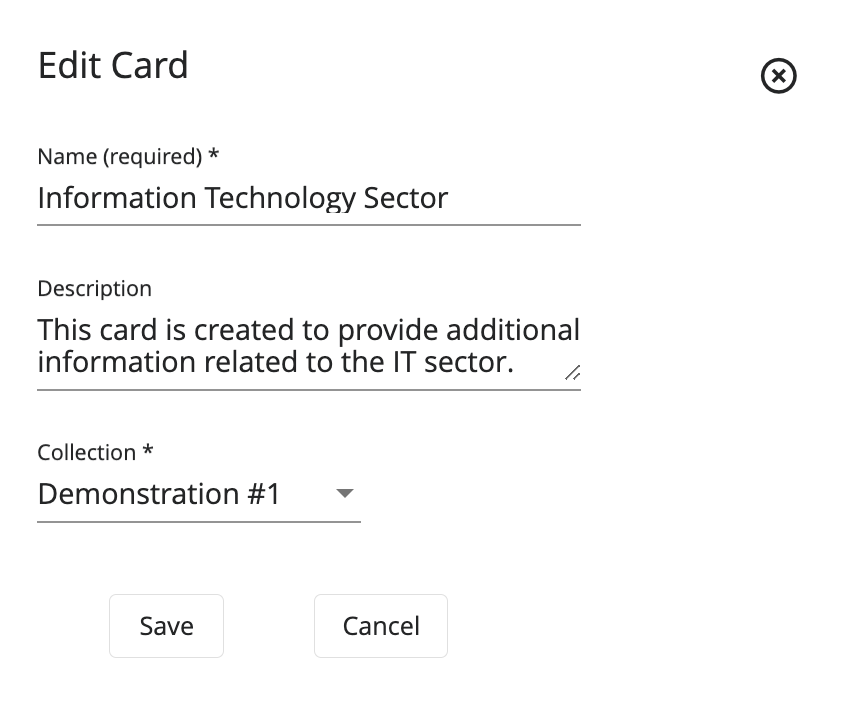 Edit Card
Name (required) *
Information Technology Sector
Description
This card is created to provide additional
information related to the IT sector.
Collection *
Demonstration #1
Save
Cancel